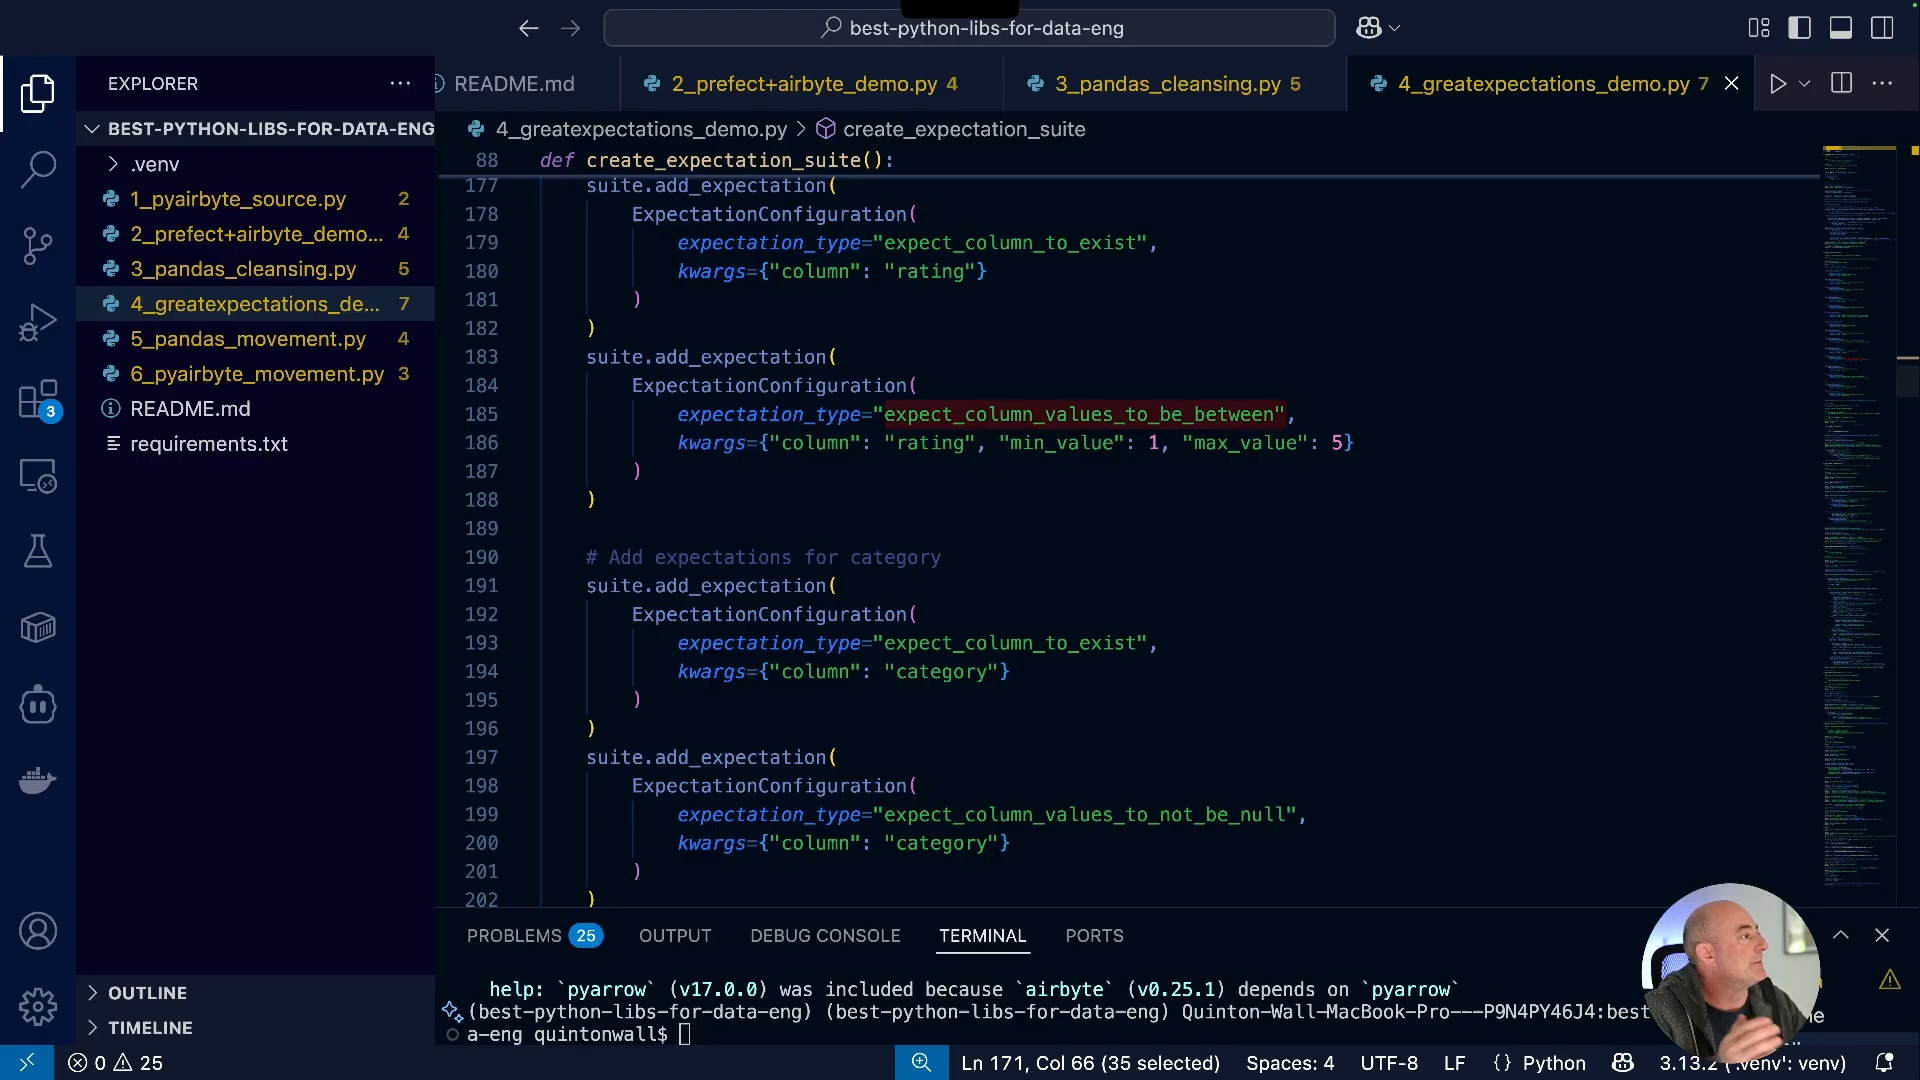 best-python-libs-for-data-eng
EXPLORER
README.md
2_prefect+airbyte_demo.py 4
3_pandas_cleansing.py 5
4_greatexpectations_demo.py 7
BEST-PYTHON-LIBS-FOR-DATA-ENG
4_greatexpectations_demo.py > create_expectation_suite
.venv
1_pyairbyte_source.py 2
2_prefect+airbyte_demo... 4
3_pandas_cleansing.py 5
4_greatexpectations_de... 7
5_pandas_movement.py 4
6_pyairbyte_movement.py 3
README.md
requirements.txt
3
OUTLINE
TIMELINE
88 def create_expectation_suite():
177 suite.add_expectation(
178 ExpectationConfiguration(
179 expectation_type="expect_column_to_exist",
180 kwargs={"column": "rating"}
181 )
182 )
183 suite.add_expectation(
184 ExpectationConfiguration(
185 expectation_type="expect_column_values_to_be_between",
186 kwargs={"column": "rating", "min_value": 1, "max_value": 5}
187 )
188 )
189
190 # Add expectations for category
191 suite.add_expectation(
192 ExpectationConfiguration(
193 expectation_type="expect_column_to_exist",
194 kwargs={"column": "category"}
195 )
196 )
197 suite.add_expectation(
198 ExpectationConfiguration(
199 expectation_type="expect_column_values_to_not_be_null",
200 kwargs={"column": "category"}
201 )
202 )
PROBLEMS 25 OUTPUT DEBUG CONSOLE TERMINAL PORTS
help: `pyarrow` (v17.0.0) was included because `airbyte` (v0.25.1) depends on `pyarrow`
(best-python-libs-for-data-eng) (best-python-libs-for-data-eng) Quinton-Wall-MacBook-Pro---P9N4PY46J4:best
a-eng quintonwall$
0 25 Ln 171, Col 66 (35 selected) Spaces: 4 UTF-8 LF {} Python 3.13.2 ('.venv': venv)